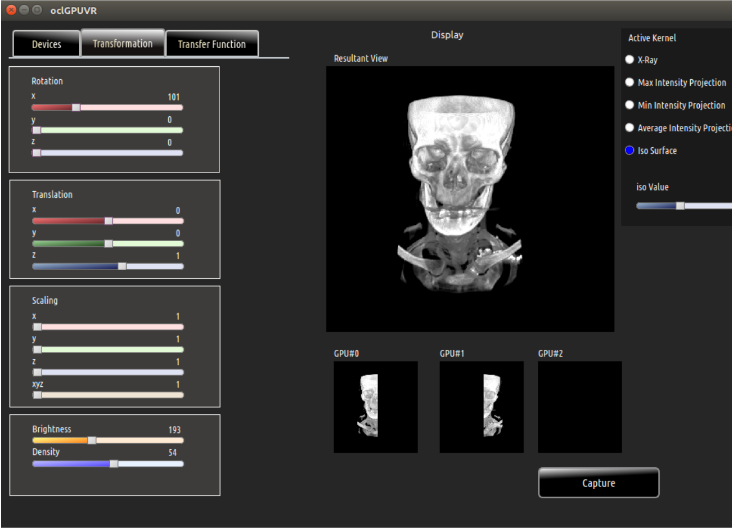 oclGPUVR
Devices
Transformation
Transfer Function
Rotation
x 101
y 0
z 0
Translation
x 0
y 0
z 1
Scaling
x 1
y 1
z 1
xyz 1
Brightness 193
Density 54
Display
Resultant View
GPU#0
GPU#1
GPU#2
Capture
Active Kernel
X-Ray
Max Intensity Projection
Min Intensity Projection
Average Intensity Projectio
Iso Surface
iso Value